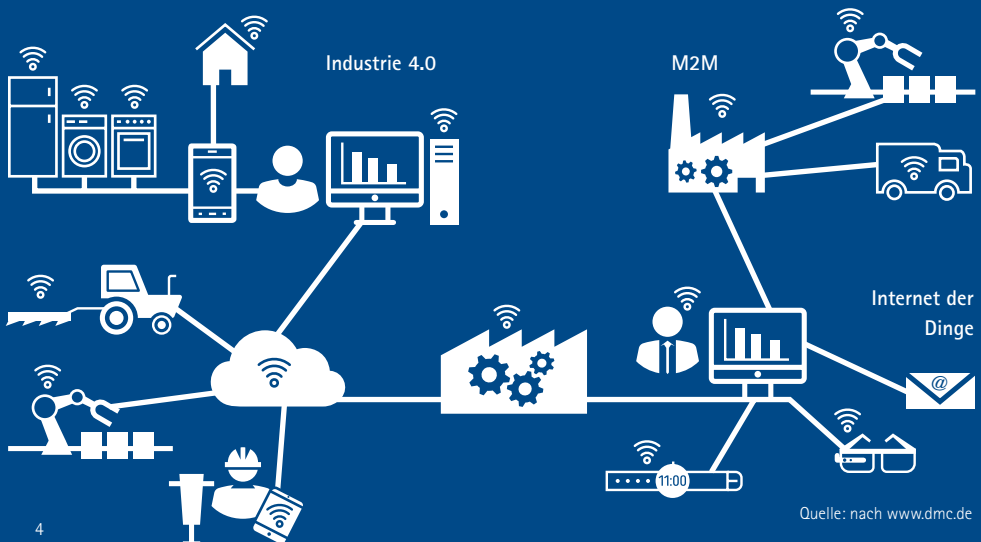 Industrie 4.0
M2M
Internet der
Dinge
@
11:00
Quelle: nach www.dmc.de
4